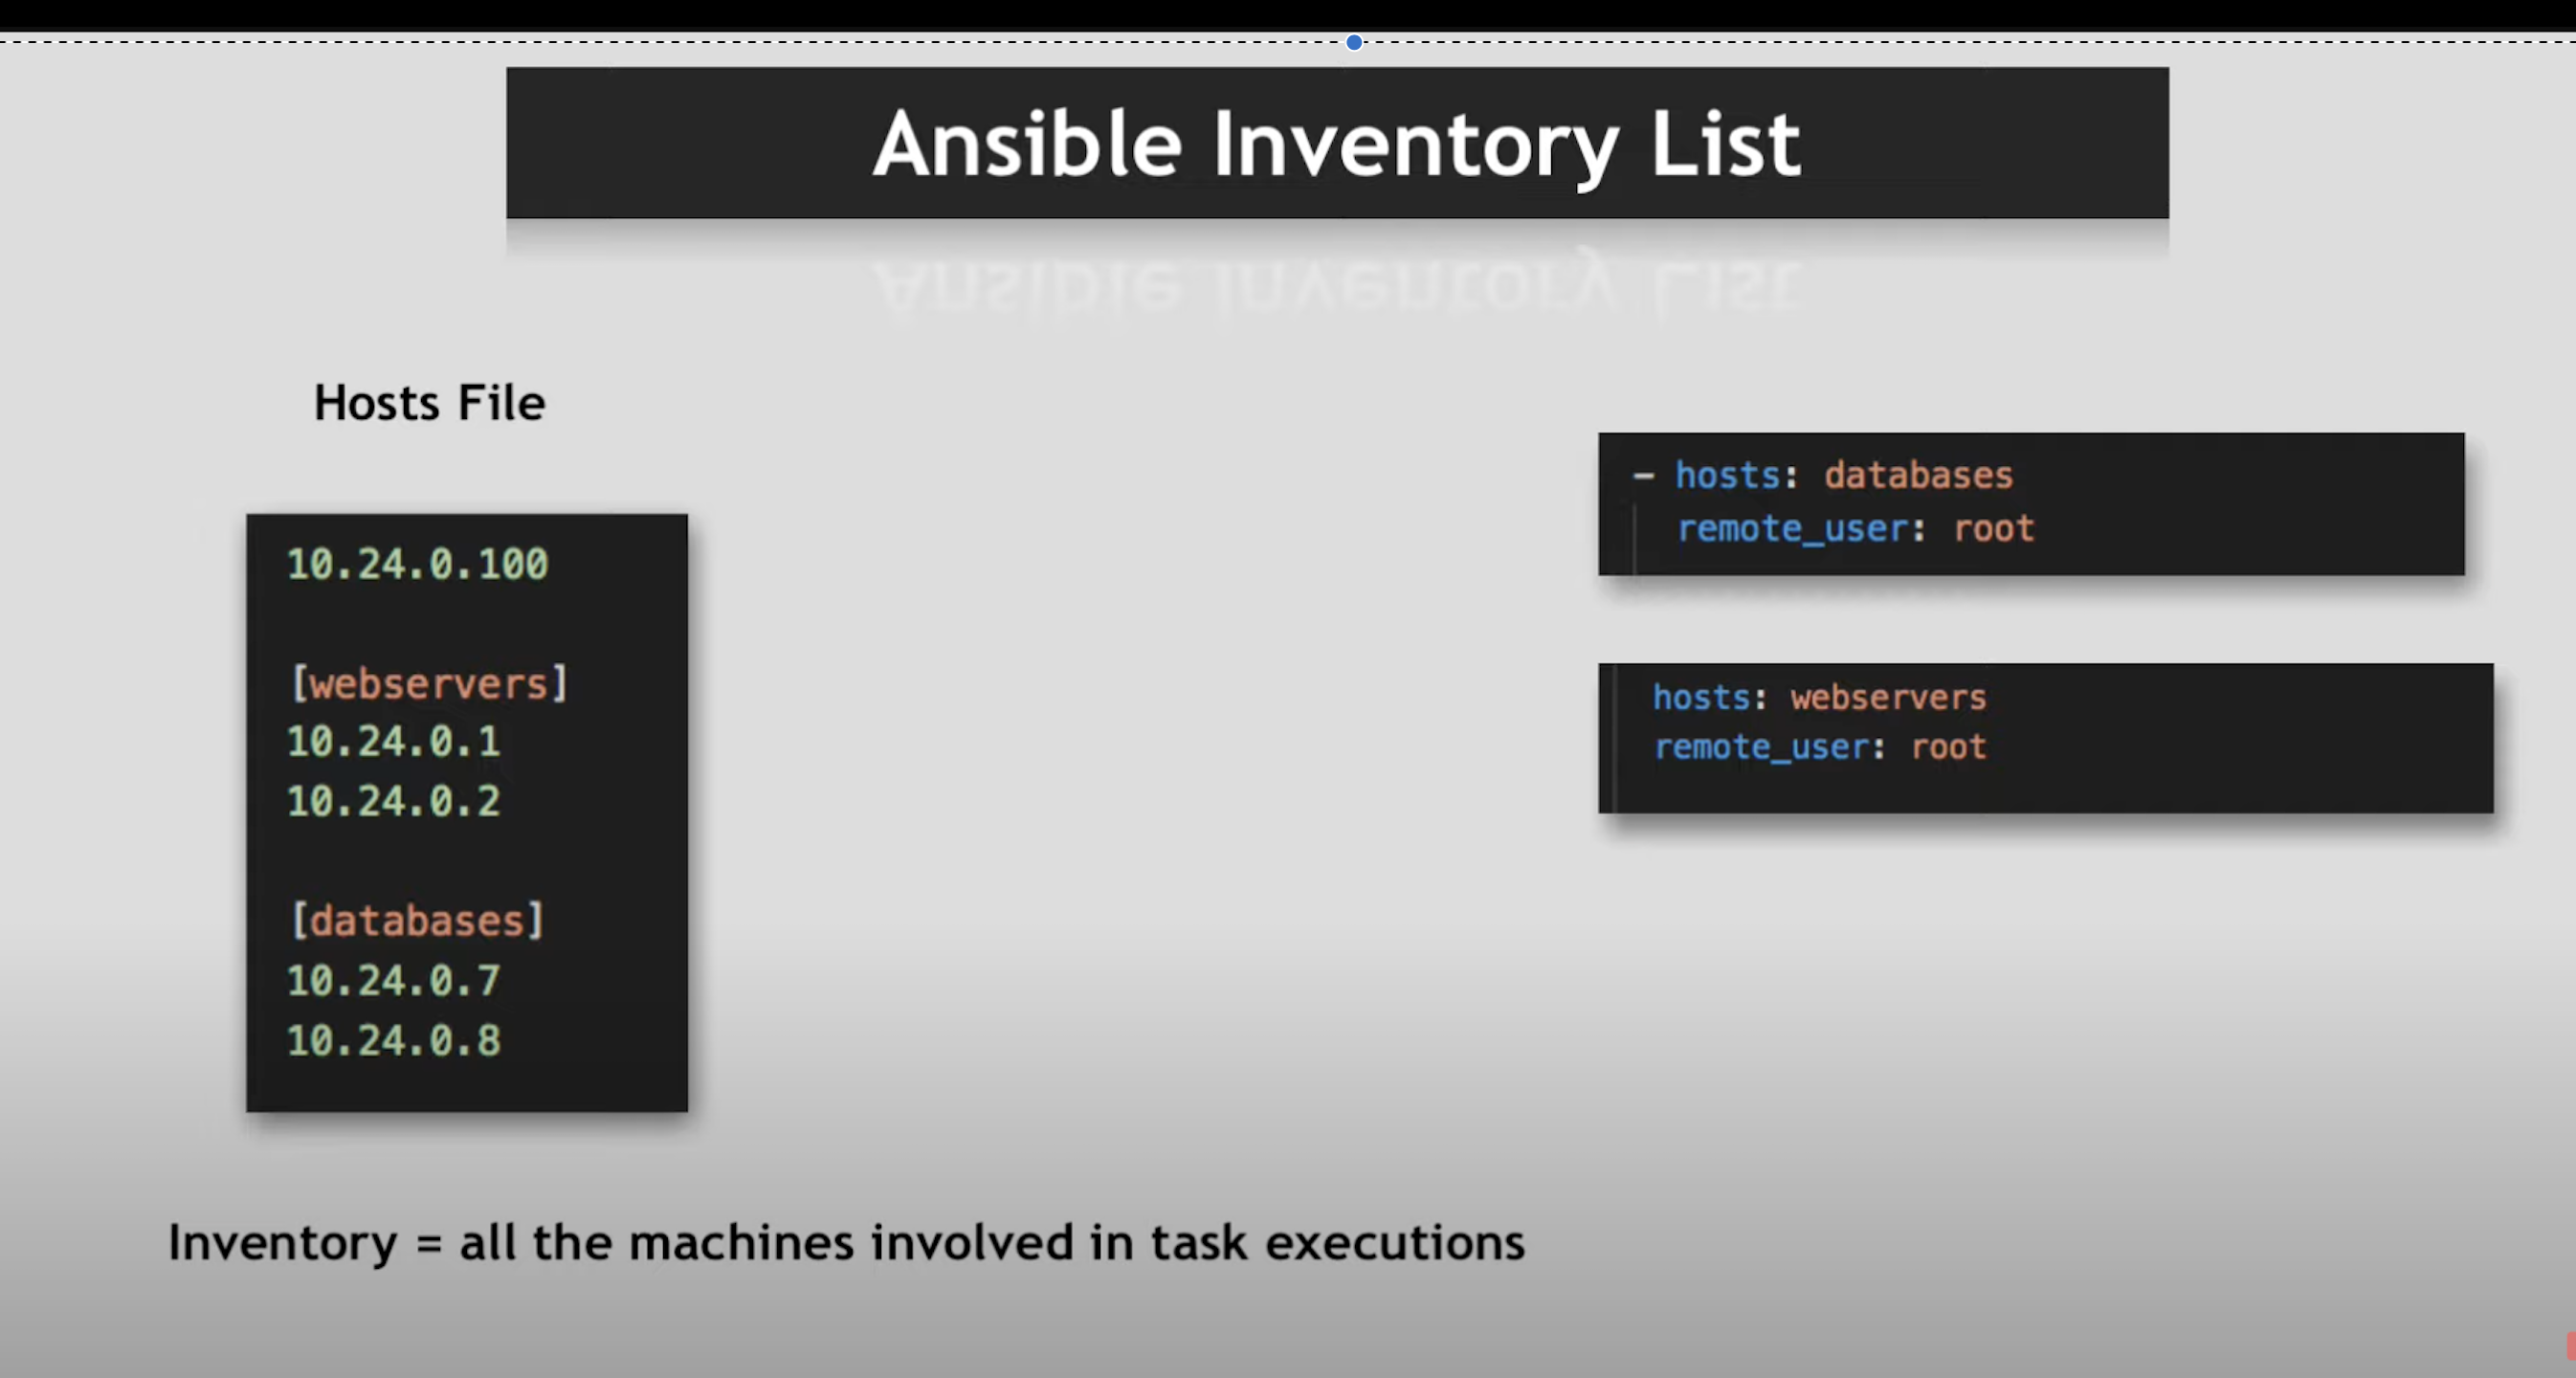 Ansible Inventory List
Hosts File
10.24.0.100
[webservers]
10.24.0.1
10.24.0.2
[databases]
10.24.0.7
10.24.0.8
- hosts: databases
remote_user: root
hosts: webservers
remote_user: root
Inventory = all the machines involved in task executions